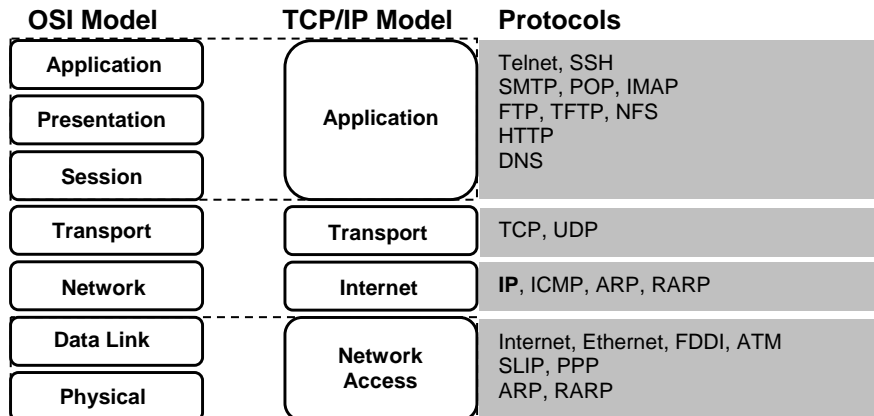 OSI Model TCP/IP Model Protocols
Application
Presentation
Session
Application
Telnet, SSH
SMTP, POP, IMAP
FTP, TFTP, NFS
HTTP
DNS
Transport Transport TCP, UDP
Network Internet IP, ICMP, ARP, RARP
Data Link
Physical
Network
Access
Internet, Ethernet, FDDI, ATM
SLIP, PPP
ARP, RARP